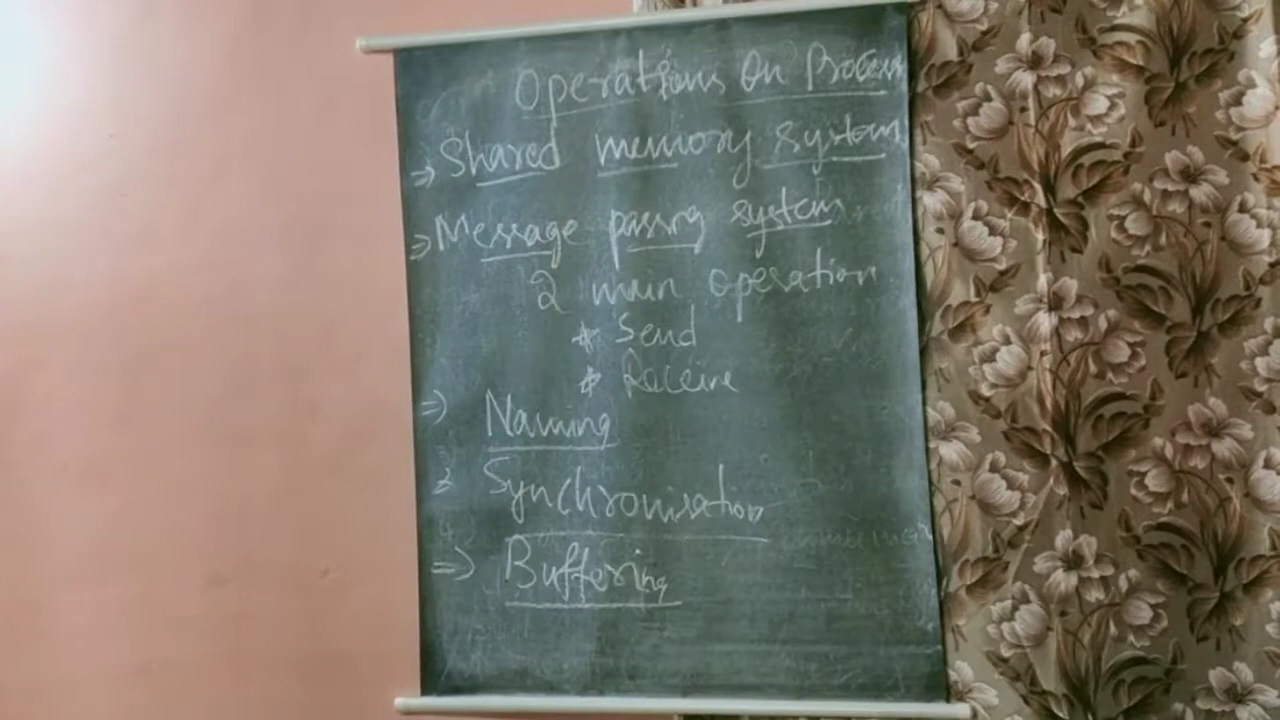 Operations On Process
⇒ Shared memory system
⇒ Message passing system
2 main operation
* Send
* Receive
⇒ Naming
⇒ Synchronisation
⇒ Buffering